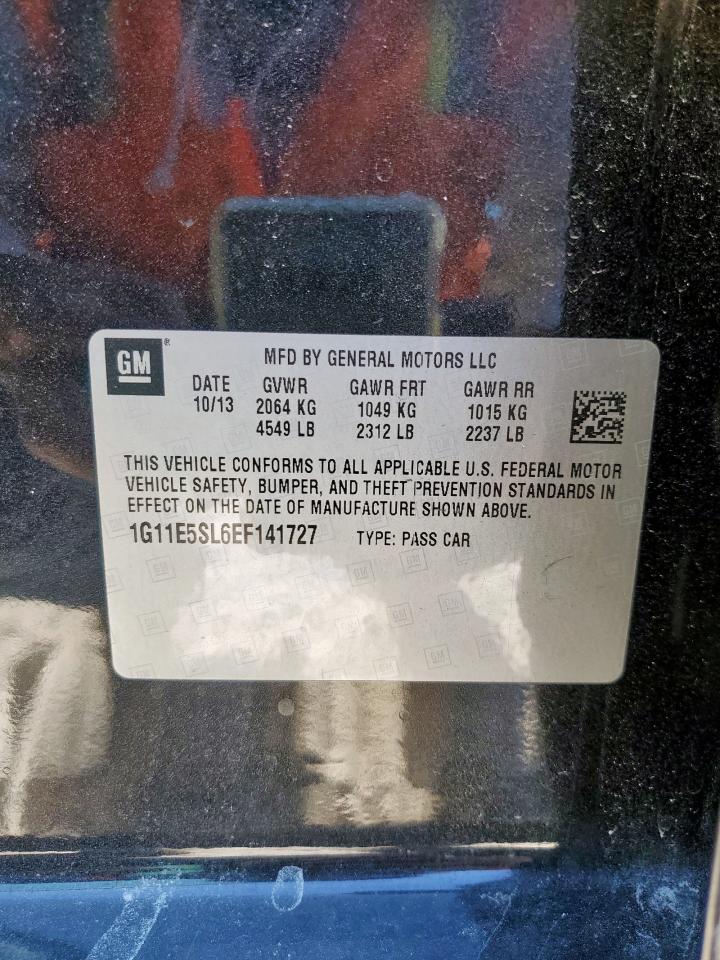 GM®
MFD BY GENERAL MOTORS LLC
DATE GVWR GAWR FRT GAWR RR
10/13 2064 KG 1049 KG 1015 KG
4549 LB 2312 LB 2237 LB
THIS VEHICLE CONFORMS TO ALL APPLICABLE U.S. FEDERAL MOTOR
VEHICLE SAFETY, BUMPER, AND THEFT PREVENTION STANDARDS IN
EFFECT ON THE DATE OF MANUFACTURE SHOWN ABOVE.
1G11E5SL6EF141727 TYPE: PASS CAR